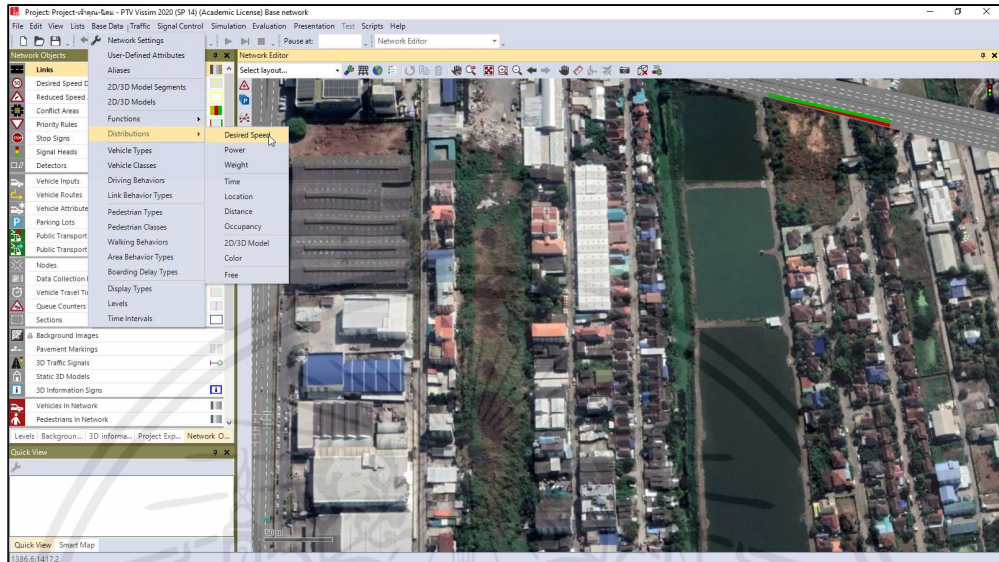 Project: Project-เจ้าคุณ-นิคม - PTV Vissim 2020 (SP 14) (Academic License) Base network
File Edit View Lists Base Data Traffic Signal Control Simulation Evaluation Presentation Test Scripts Help
Pause at: Network Editor
Network Objects
Links
Desired Speed D
Reduced Speed
Conflict Areas
Priority Rules
Stop Signs
Signal Heads
Detectors
Vehicle Inputs
Vehicle Routes
Vehicle Attribute
Parking Lots
Public Transport
Public Transport
Nodes
Data Collection
Vehicle Travel Ti
Queue Counters
Sections
Background Images
Pavement Markings
3D Traffic Signals
Static 3D Models
3D Information Signs
Vehicles In Network
Pedestrians In Network
Levels Backgroun... 3D informa... Project Exp... Network O...
Quick View
Quick View Smart Map
1386.6:1417.2
Network Settings
User-Defined Attributes
Aliases
2D/3D Model Segments
2D/3D Models
Functions
Distributions
Vehicle Types
Vehicle Classes
Driving Behaviors
Link Behavior Types
Pedestrian Types
Pedestrian Classes
Walking Behaviors
Area Behavior Types
Boarding Delay Types
Display Types
Levels
Time Intervals
Desired Speed
Power
Weight
Time
Location
Distance
Occupancy
2D/3D Model
Color
Free
Network Editor
Select layout...
50 m